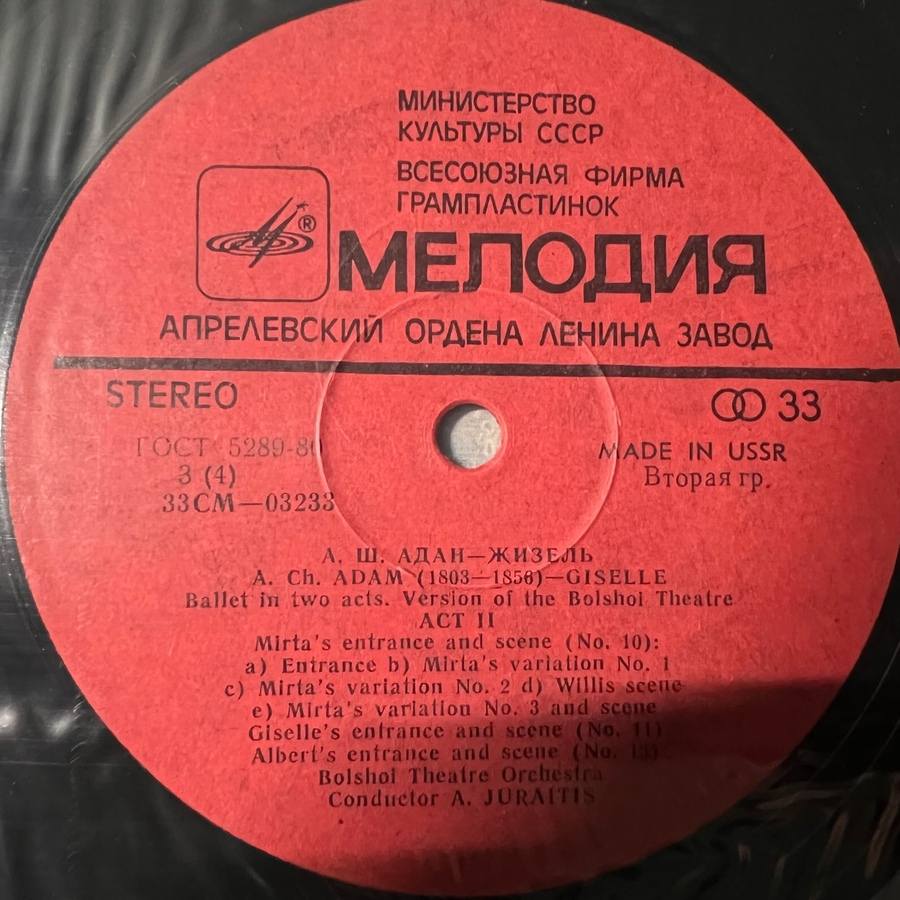 МИНИСТЕРСТВО
КУЛЬТУРЫ СССР
ВСЕСОЮЗНАЯ ФИРМА
ГРАМПЛАСТИНОК
®
МЕЛОДИЯ
АПРЕЛЕВСКИЙ ОРДЕНА ЛЕНИНА ЗАВОД
STEREO
33
ГОСТ 5289-80
MADE IN USSR
3 (4)
Вторая гр.
33СМ—03233
А. Ш. АДАН—ЖИЗЕЛЬ
A. Ch. ADAM (1803—1856)—GISELLE
Ballet in two acts. Version of the Bolshoi Theatre
ACT II
Mirta's entrance and scene (No. 10):
a) Entrance b) Mirta's variation No. 1
c) Mirta's variation No. 2 d) Willis scene
e) Mirta's variation No. 3 and scene
Giselle's entrance and scene (No. 11)
Albert's entrance and scene (No.
Bolshoi Theatre Orchestra
Conductor A. JURAITIS